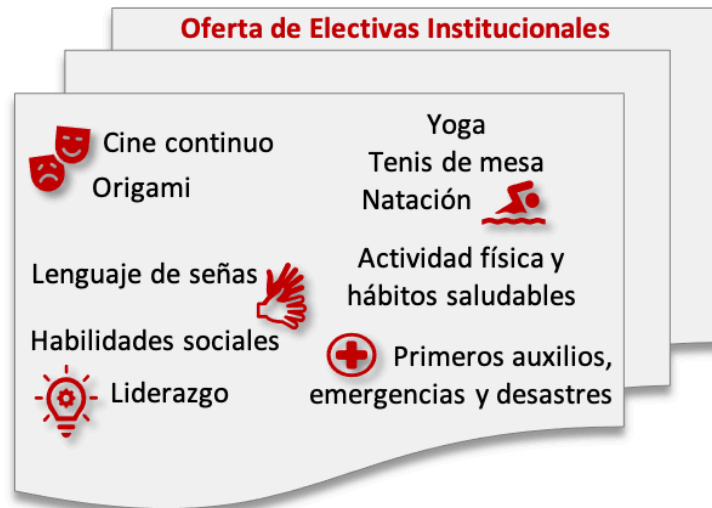 Oferta de Electivas Institucionales
Cine continuo
Origami
Lenguaje de señas
Habilidades sociales
Liderazgo
Yoga
Tenis de mesa
Natación
Actividad física y
hábitos saludables
Primeros auxilios,
emergencias y desastres